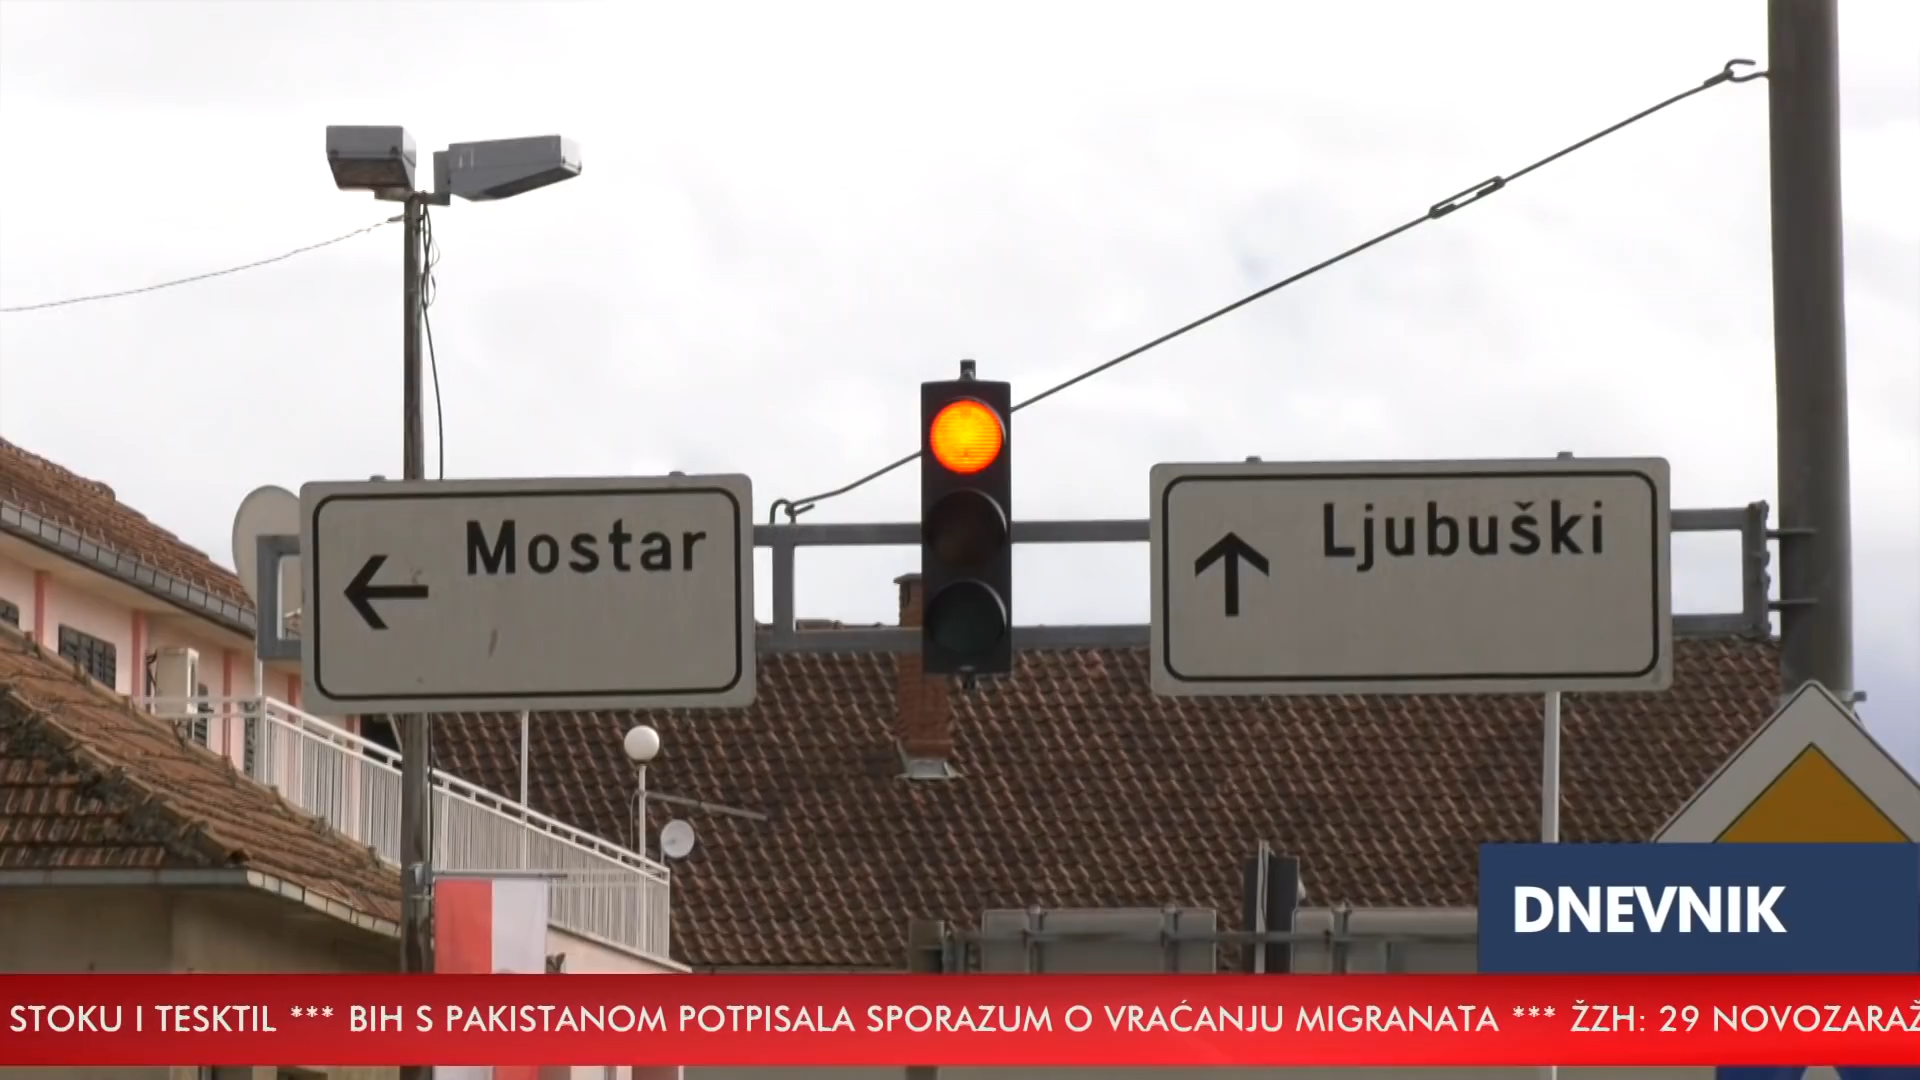 Mostar
Ljubuški
DNEVNIK
STOKU I TESKTIL *** BIH S PAKISTANOM POTPISALA SPORAZUM O VRAĆANJU MIGRANATA *** ŽZH: 29 NOVOZARAŽ